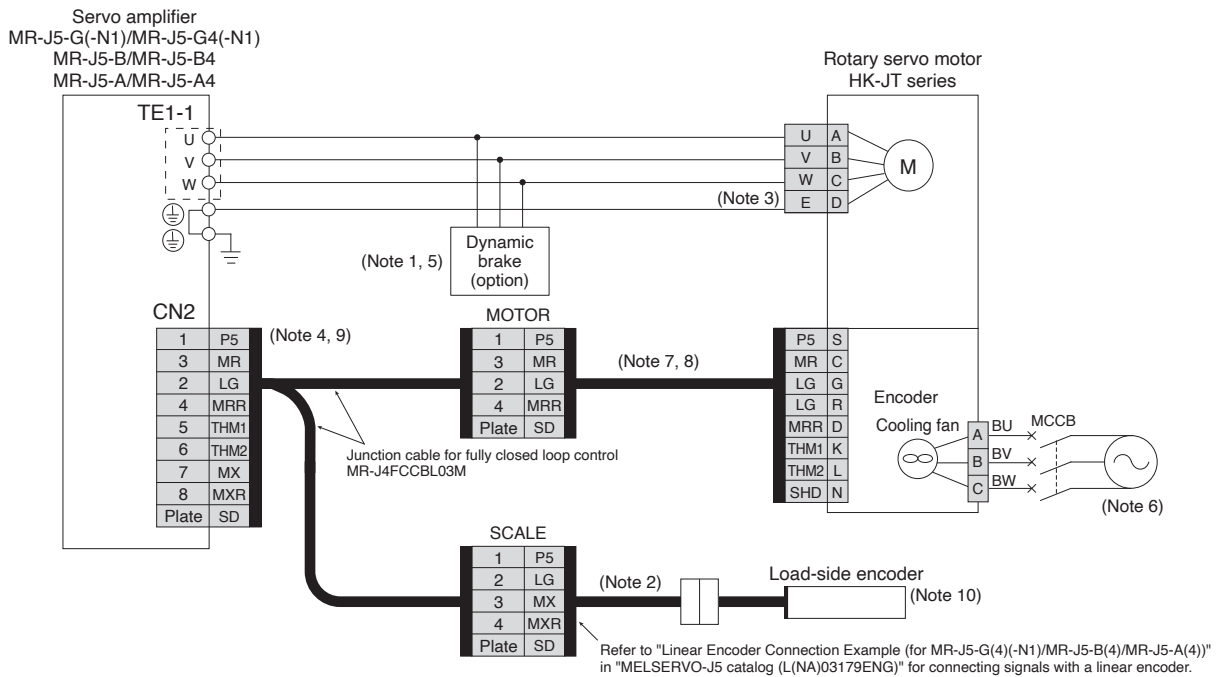 Servo amplifier
MR-J5-G(-N1)/MR-J5-G4(-N1)
MR-J5-B/MR-J5-B4
MR-J5-A/MR-J5-A4
Rotary servo motor
HK-JT series
TE1-1
U
V
W
U A
V B
W C
E D
M
(Note 3)
(Note 1, 5)
Dynamic
brake
(option)
CN2
1 P5
3 MR
2 LG
4 MRR
5 THM1
6 THM2
7 MX
8 MXR
Plate SD
(Note 4, 9)
MOTOR
1 P5
3 MR
2 LG
4 MRR
Plate SD
(Note 7, 8)
Junction cable for fully closed loop control
MR-J4FCCBL03M
P5 S
MR C
LG G
LG R
MRR D
THM1 K
THM2 L
SHD N
Encoder
Cooling fan
A BU
B BV
C BW
MCCB
(Note 6)
SCALE
1 P5
2 LG
3 MX
4 MXR
Plate SD
(Note 2)
Load-side encoder
(Note 10)
Refer to "Linear Encoder Connection Example (for MR-J5-G(4)(-N1)/MR-J5-B(4)/MR-J5-A(4))"
in "MELSERVO-J5 catalog (L(NA)03179ENG)" for connecting signals with a linear encoder.